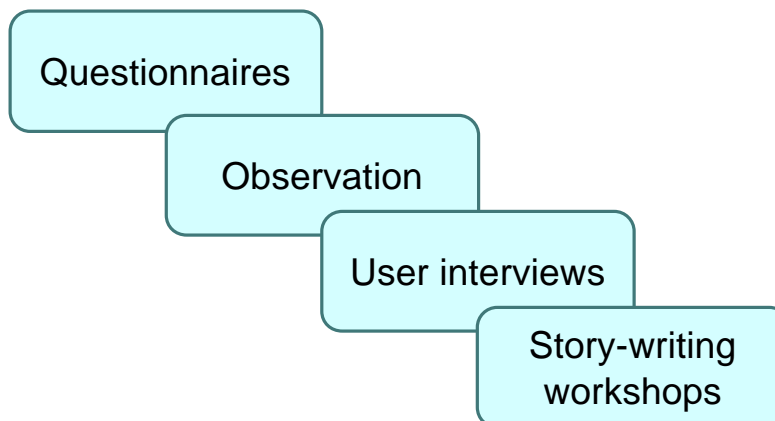 Questionnaires
Observation
User interviews
Story-writing
workshops